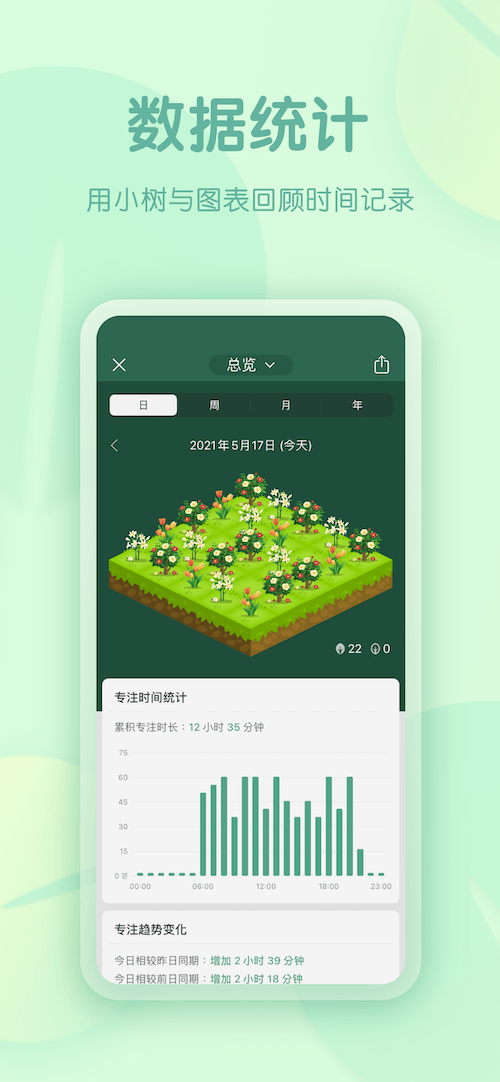 数据统计
用小树与图表回顾时间记录
总览
日 周 月 年
2021年5月17日 (今天)
22 0
专注时间统计
累积专注时长：12 小时 35 分钟
75
60
45
30
15
0 분
00:00 06:00 12:00 18:00 23:00
专注趋势变化
今日相较昨日同期：增加 2 小时 39 分钟
今日相较前日同期：增加 2 小时 18 分钟